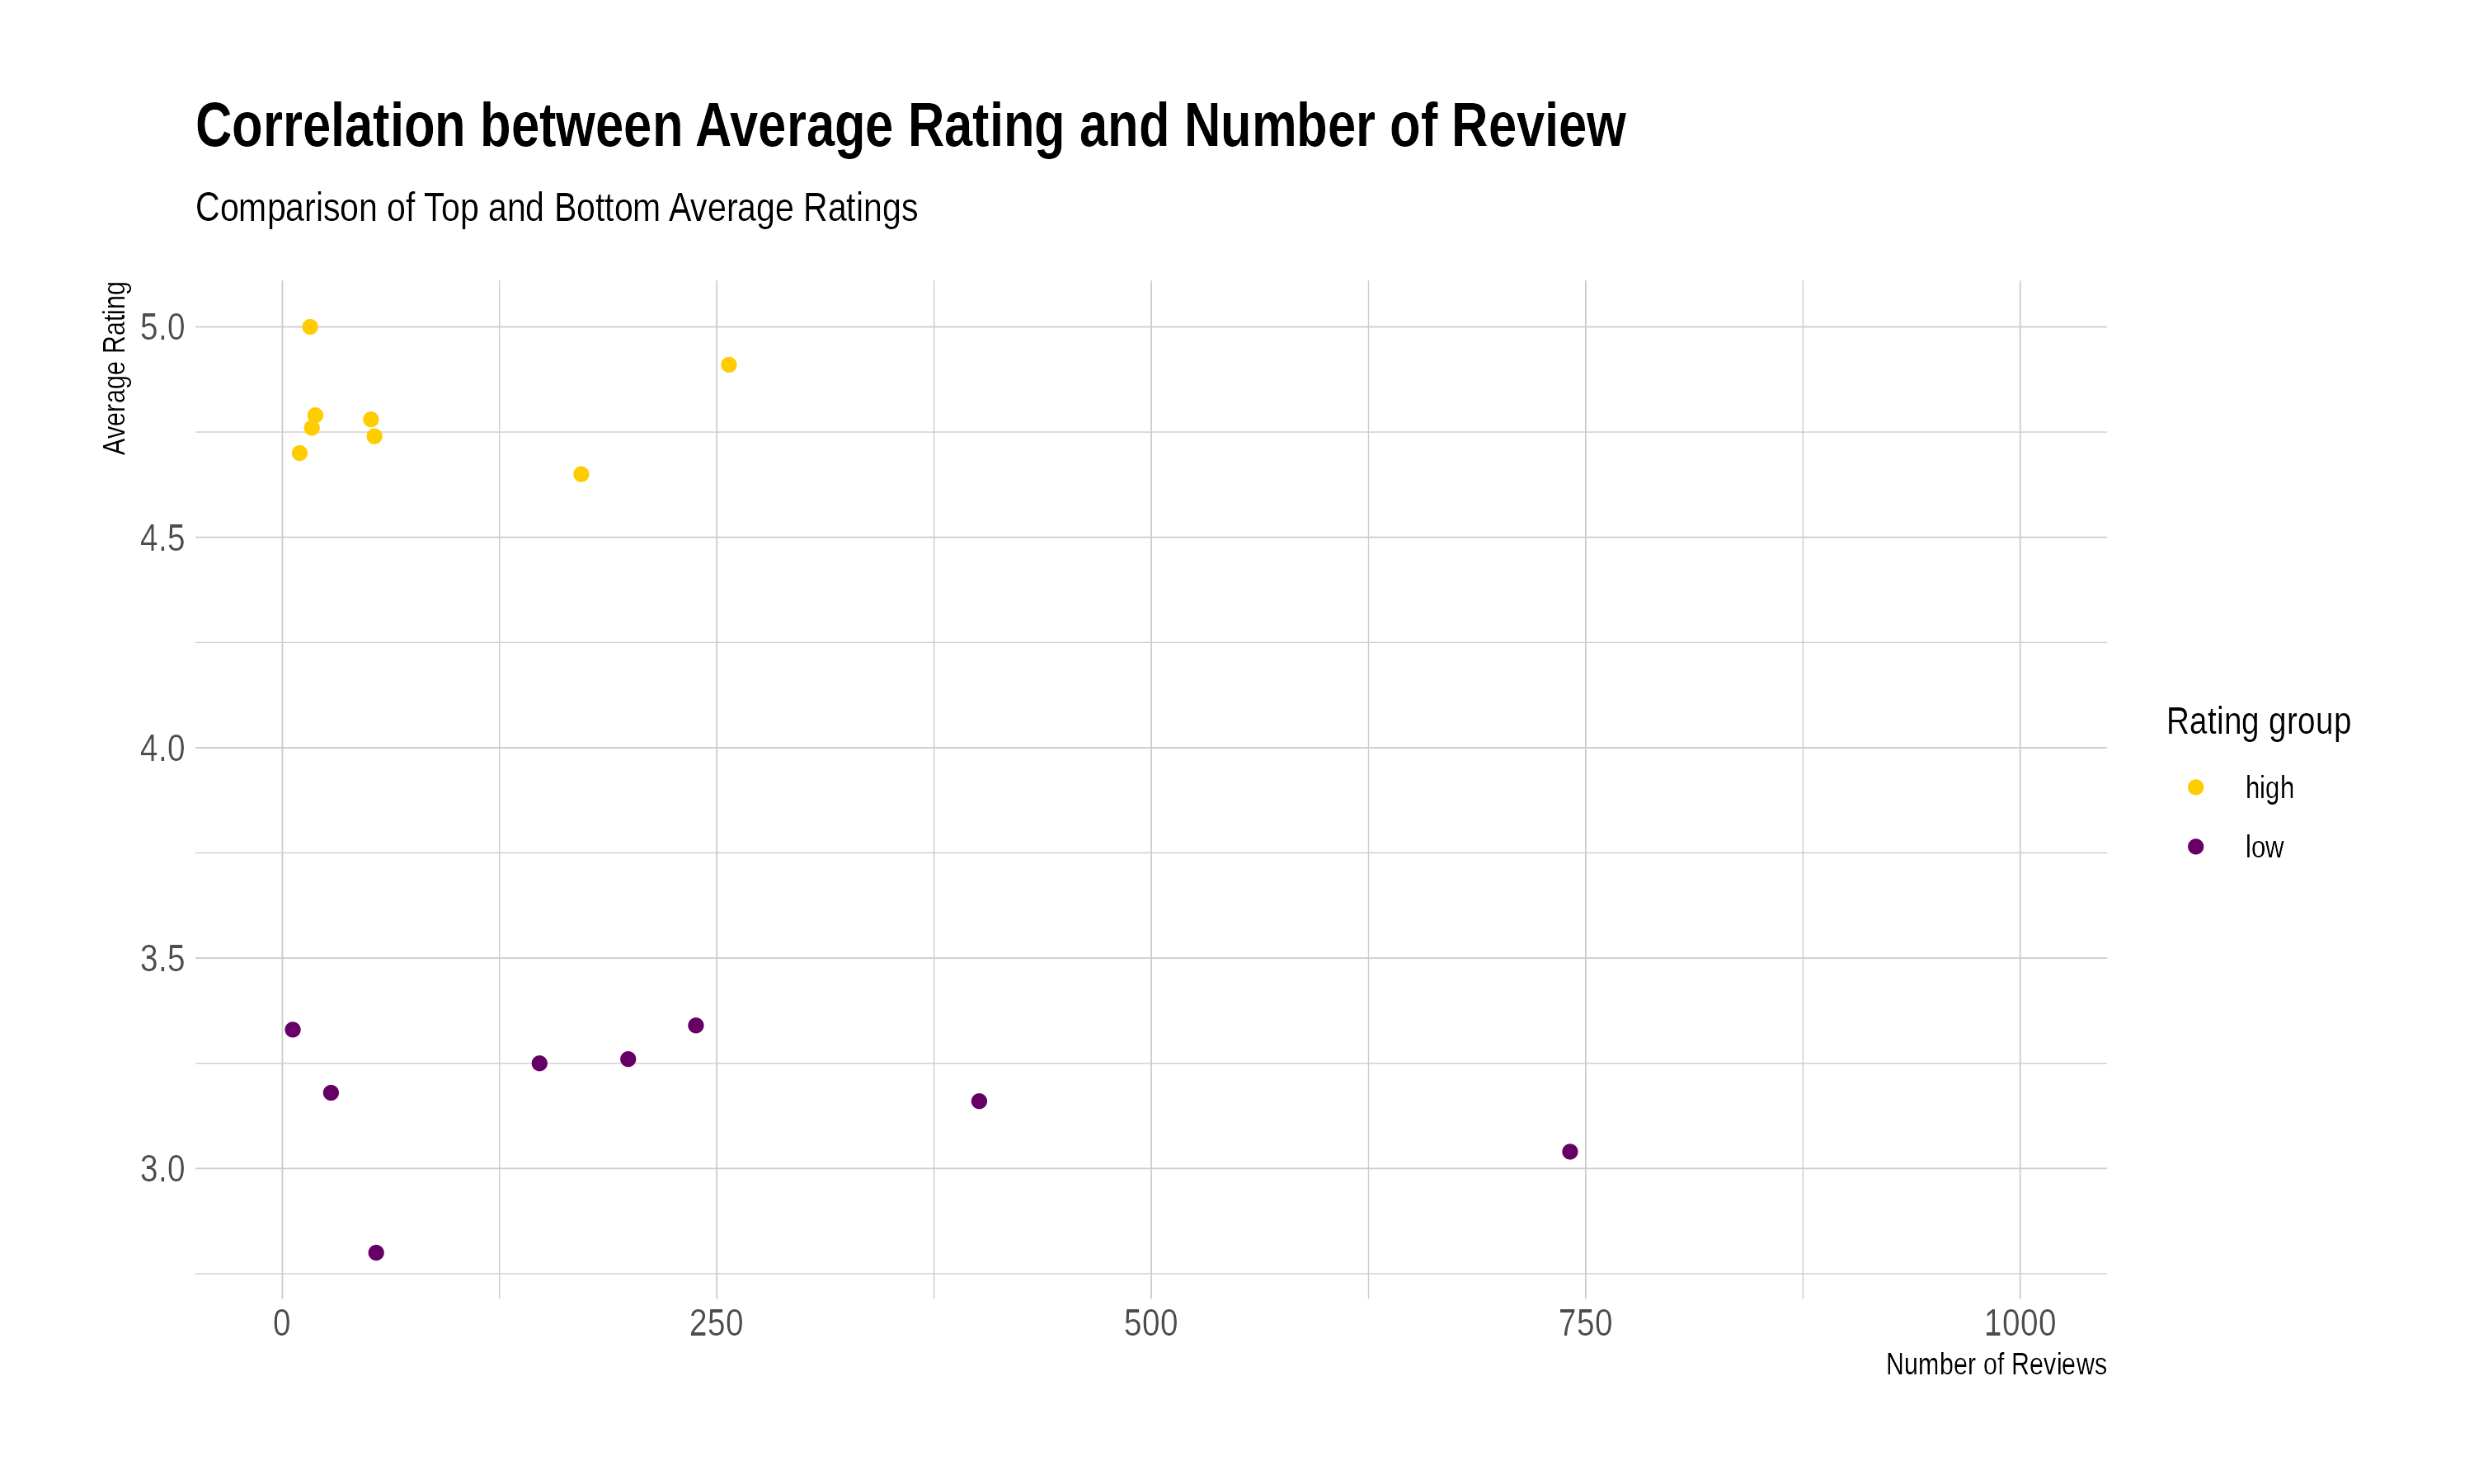 Correlation between Average Rating and Number of Review
Comparison of Top and Bottom Average Ratings
Average Rating
5.0
4.5
4.0
3.5
3.0
0
250
500
750
1000
Number of Reviews
Rating group
high
low